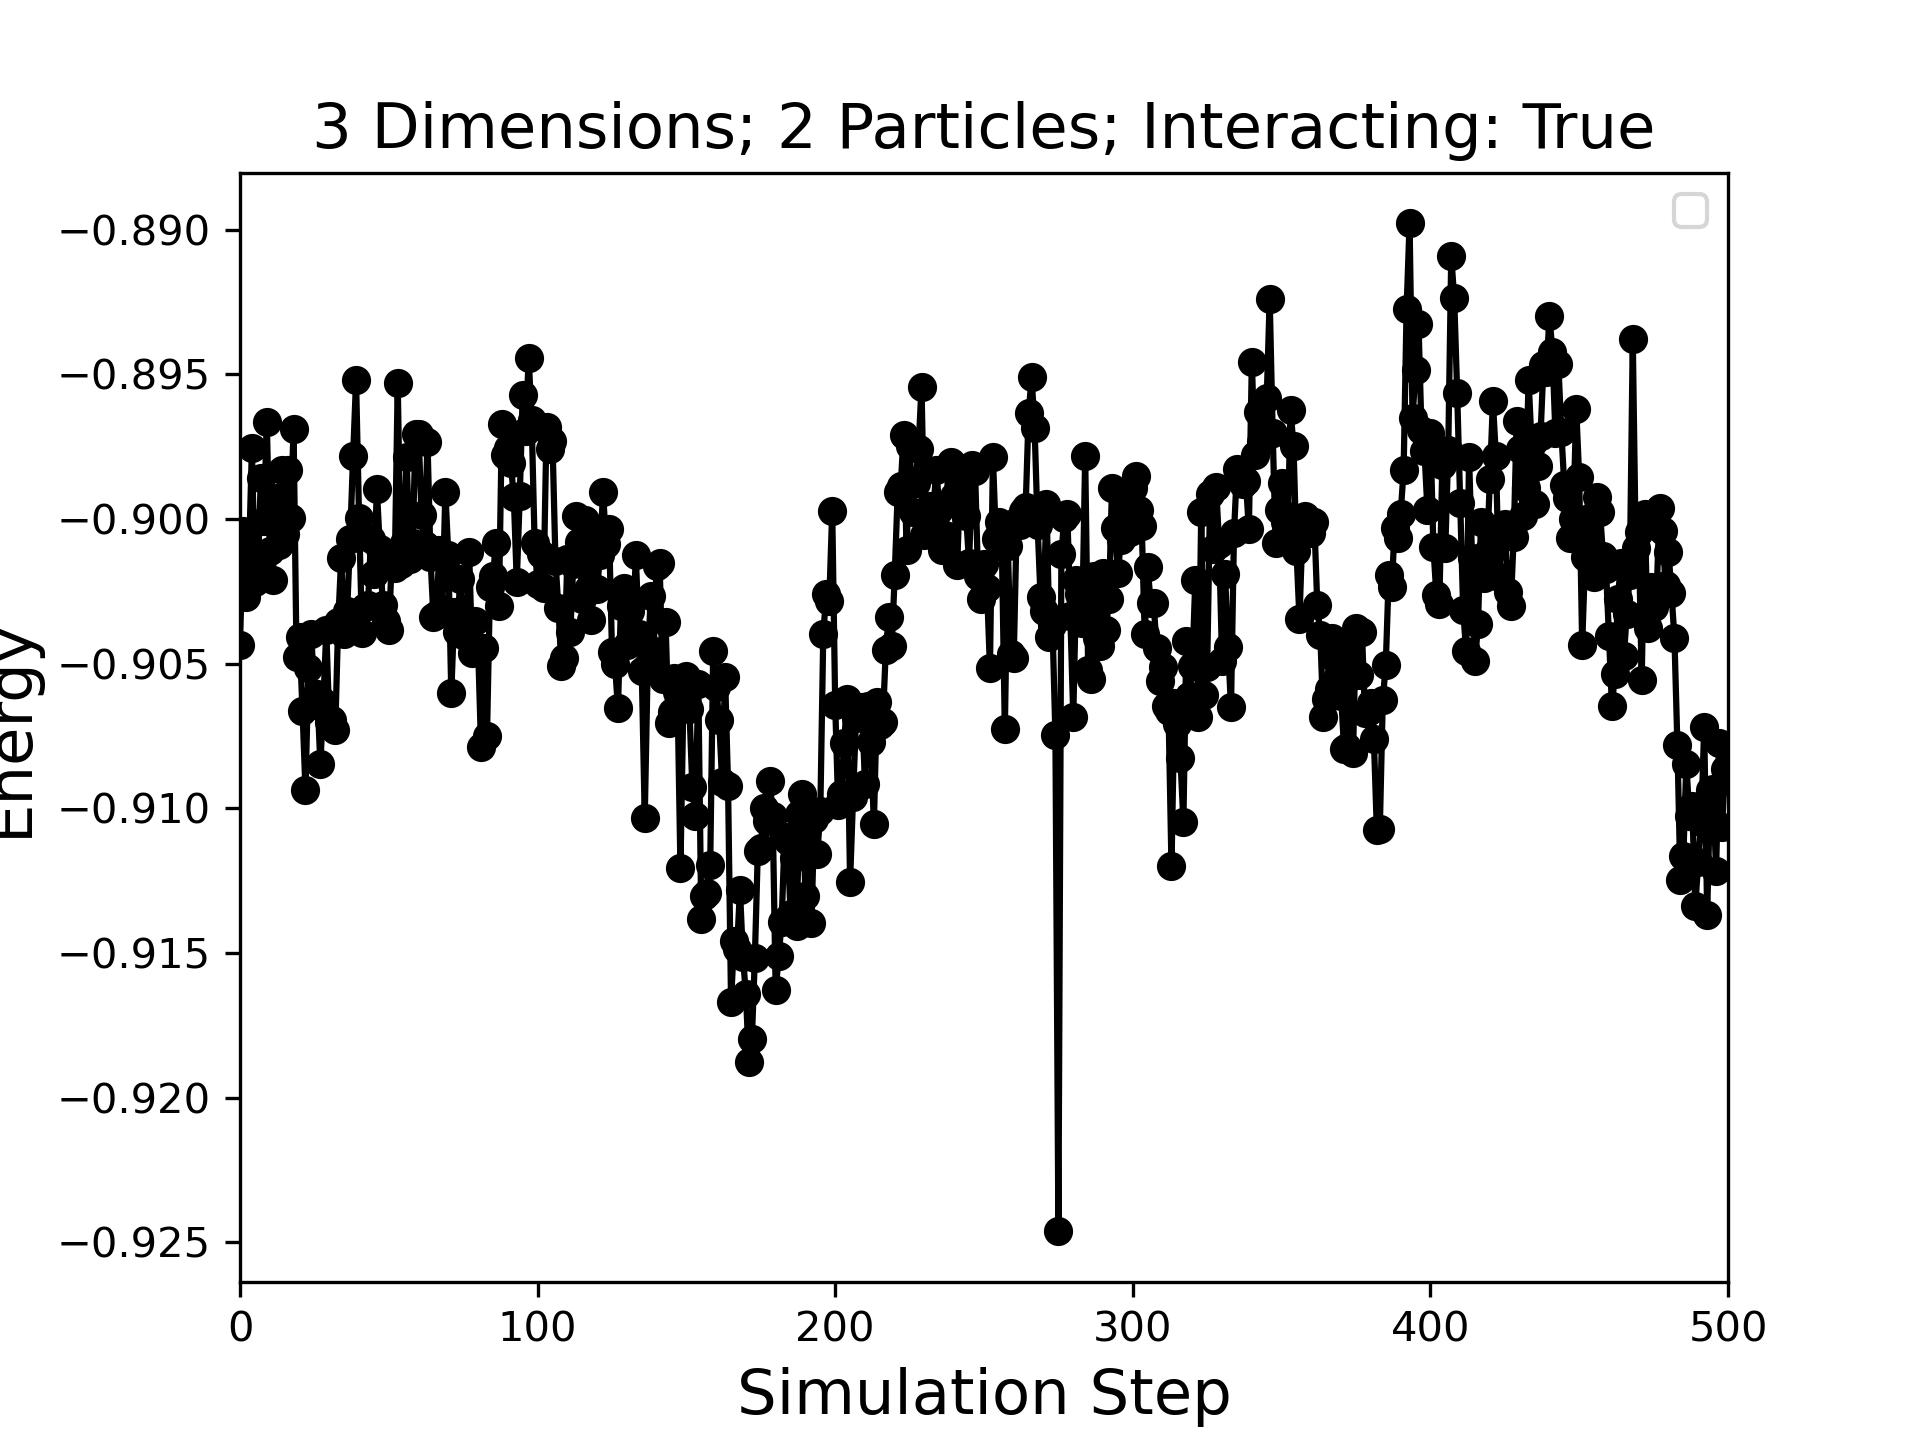 3 Dimensions; 2 Particles; Interacting: True
−0.890
−0.895
−0.900
−0.905
−0.910
−0.915
−0.920
−0.925
Energy
0 100 200 300 400 500
Simulation Step